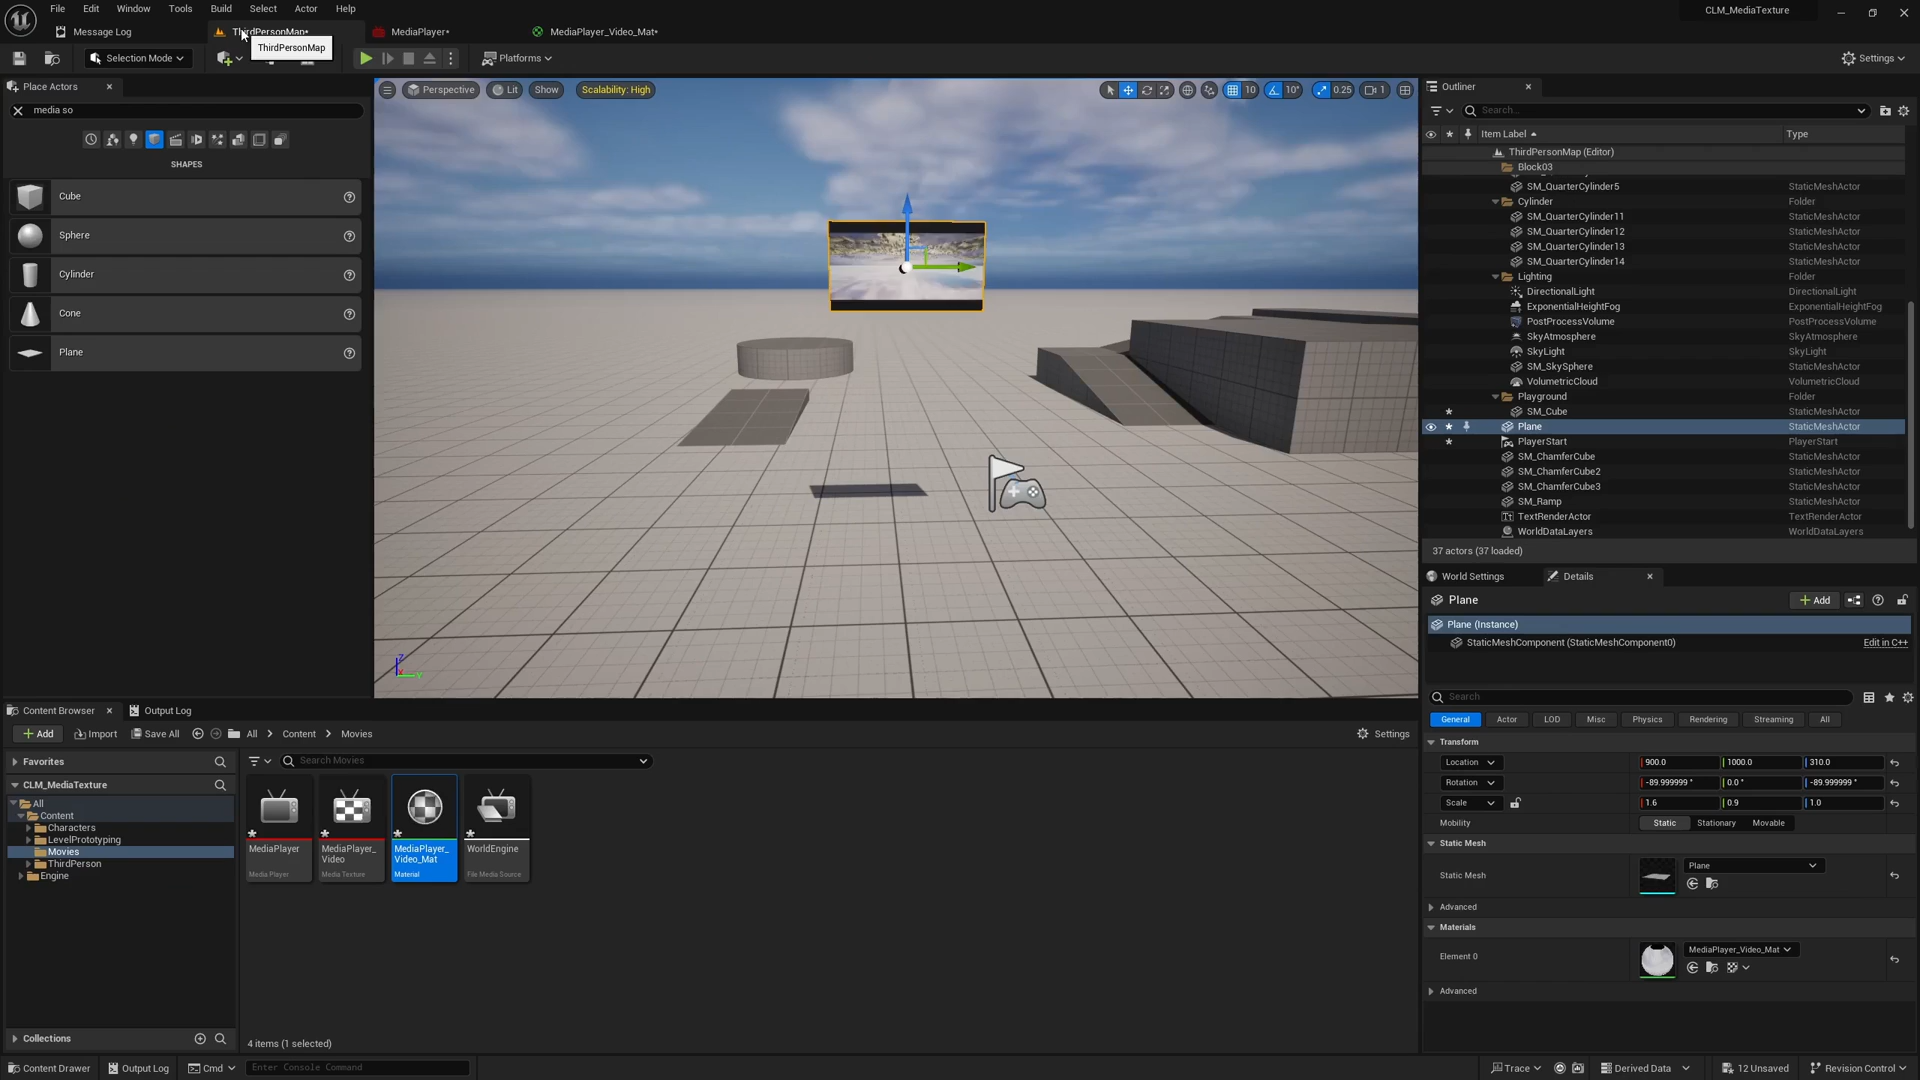 File Edit Window Tools Build Select Actor Help
CLM_MediaTexture
Message Log
ThirdPersonMap•
MediaPlayer•
MediaPlayer_Video_Mat•
ThirdPersonMap
Selection Mode
Platforms
Settings
Place Actors
media so
SHAPES
Cube
Sphere
Cylinder
Cone
Plane
Perspective
Lit
Show
Scalability: High
10
10°
0.25
1
Outliner
Search...
Item Label
Type
ThirdPersonMap (Editor)
Block03
SM_QuarterCylinder5 StaticMeshActor
Cylinder Folder
SM_QuarterCylinder11 StaticMeshActor
SM_QuarterCylinder12 StaticMeshActor
SM_QuarterCylinder13 StaticMeshActor
SM_QuarterCylinder14 StaticMeshActor
Lighting Folder
DirectionalLight DirectionalLight
ExponentialHeightFog ExponentialHeightFog
PostProcessVolume PostProcessVolume
SkyAtmosphere SkyAtmosphere
SkyLight SkyLight
SM_SkySphere StaticMeshActor
VolumetricCloud VolumetricCloud
Playground Folder
SM_Cube StaticMeshActor
Plane StaticMeshActor
PlayerStart PlayerStart
SM_ChamferCube StaticMeshActor
SM_ChamferCube2 StaticMeshActor
SM_ChamferCube3 StaticMeshActor
SM_Ramp StaticMeshActor
TextRenderActor TextRenderActor
WorldDataLayers WorldDataLayers
37 actors (37 loaded)
World Settings
Details
Plane
Add
Plane (Instance)
StaticMeshComponent (StaticMeshComponent0) Edit in C++
Search
General Actor LOD Misc Physics Rendering Streaming All
Transform
Location 900.0 1000.0 310.0
Rotation -89.999999 ° 0.0 ° -89.999999 °
Scale 1.6 0.9 1.0
Mobility Static Stationary Movable
Static Mesh
Static Mesh Plane
Advanced
Materials
Element 0 MediaPlayer_Video_Mat
Advanced
Content Browser
Output Log
Add Import Save All All Content Movies Settings
Favorites
Search Movies
CLM_MediaTexture
All
Content
Characters
LevelPrototyping
Movies
ThirdPerson
Engine
MediaPlayer
Media Player
MediaPlayer_
Video
Media Texture
MediaPlayer_
Video_Mat
Material
WorldEngine
File Media Source
Collections
4 items (1 selected)
Content Drawer Output Log Cmd Enter Console Command Trace Derived Data 12 Unsaved Revision Control
X
Z
Y